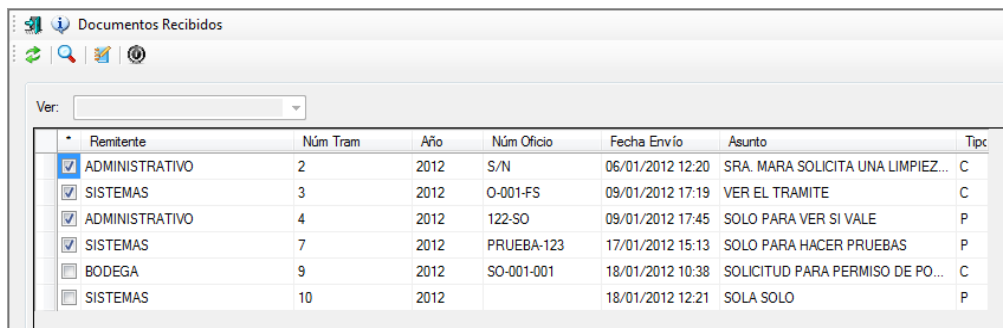 Documentos Recibidos
Ver:
* Remitente Núm Tram Año Núm Oficio Fecha Envío Asunto Tipo
ADMINISTRATIVO 2 2012 S/N 06/01/2012 12:20 SRA. MARA SOLICITA UNA LIMPIEZ... C
SISTEMAS 3 2012 O-001-FS 09/01/2012 17:19 VER EL TRAMITE C
ADMINISTRATIVO 4 2012 122-SO 09/01/2012 17:45 SOLO PARA VER SI VALE P
SISTEMAS 7 2012 PRUEBA-123 17/01/2012 15:13 SOLO PARA HACER PRUEBAS P
BODEGA 9 2012 SO-001-001 18/01/2012 10:38 SOLICITUD PARA PERMISO DE PO... C
SISTEMAS 10 2012 18/01/2012 12:21 SOLA SOLO P